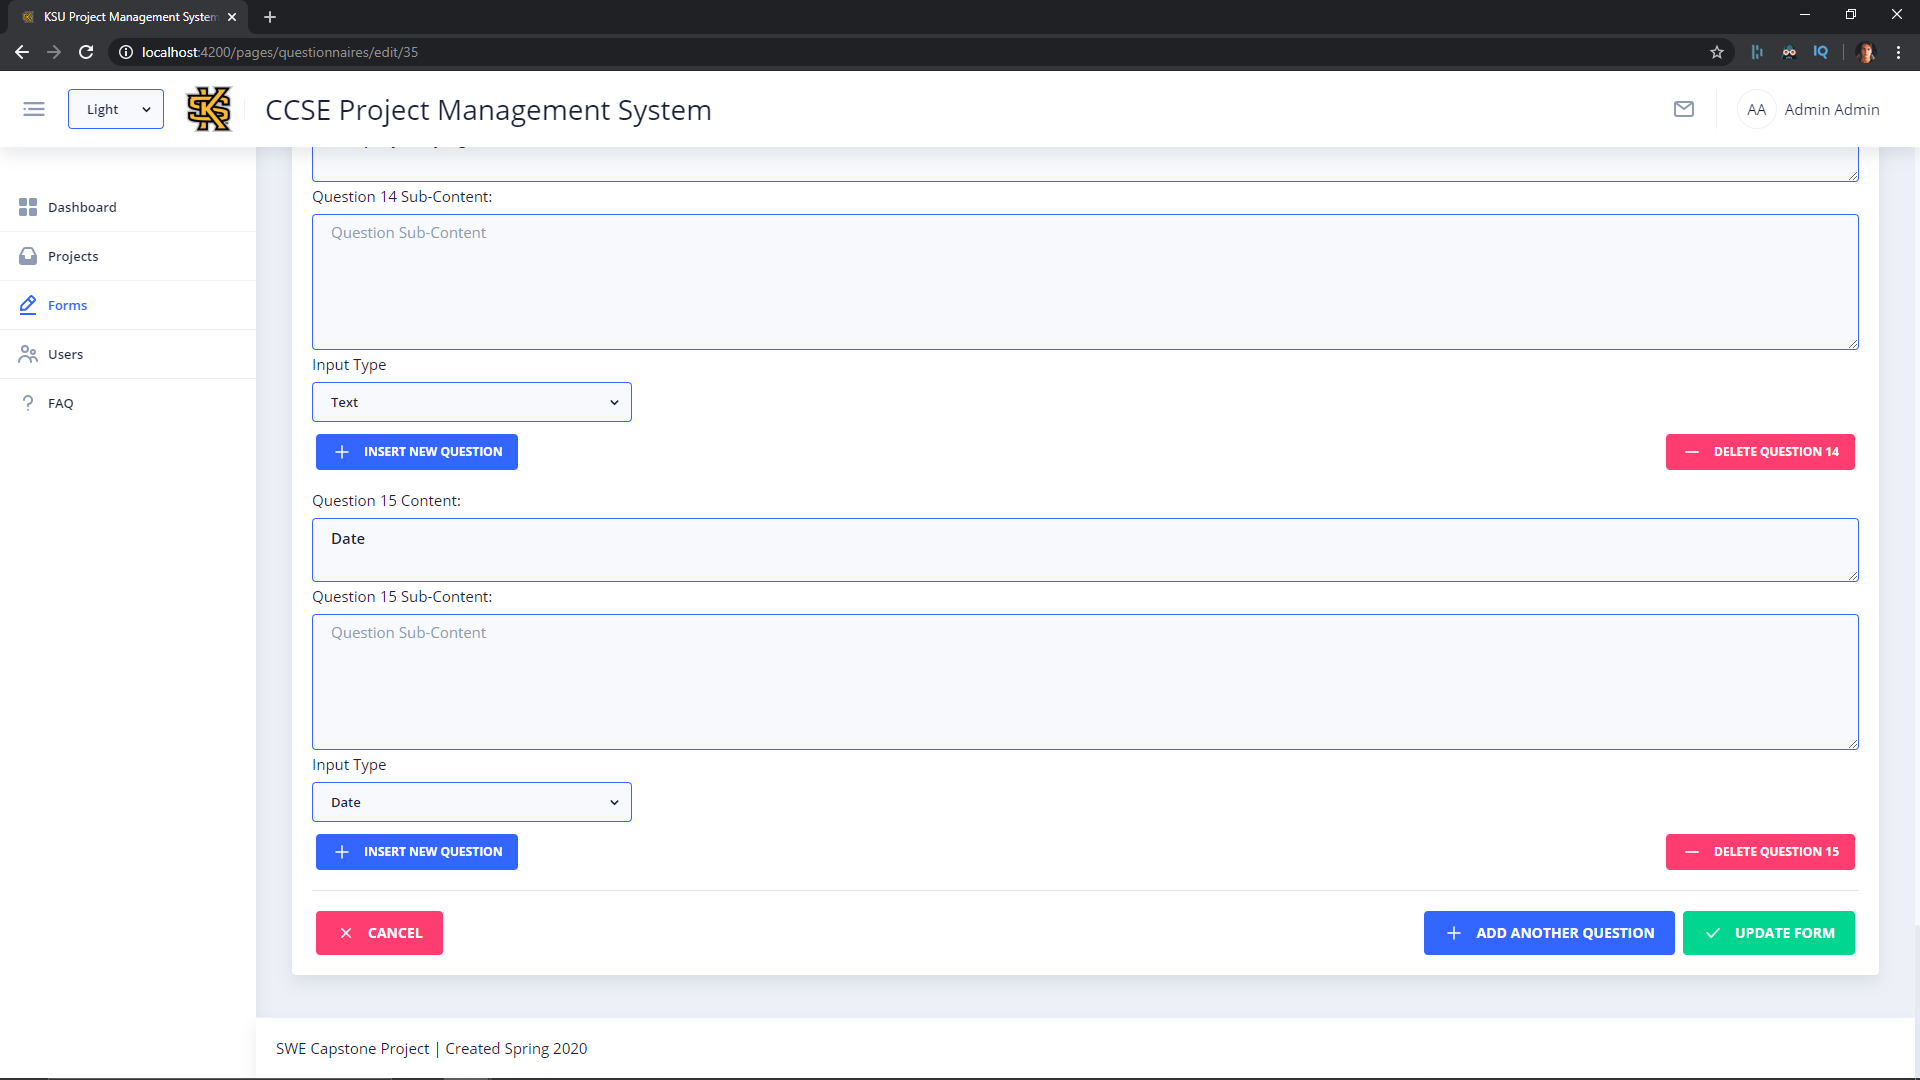 KSU Project Management System
localhost:4200/pages/questionnaires/edit/35
IQ
Light
KS
CCSE Project Management System
AA
Admin Admin
Dashboard
Projects
Forms
Users
FAQ
Question 14 Sub-Content:
Question Sub-Content
Input Type
Text
INSERT NEW QUESTION
DELETE QUESTION 14
Question 15 Content:
Date
Question 15 Sub-Content:
Question Sub-Content
Input Type
Date
INSERT NEW QUESTION
DELETE QUESTION 15
CANCEL
ADD ANOTHER QUESTION
UPDATE FORM
SWE Capstone Project | Created Spring 2020